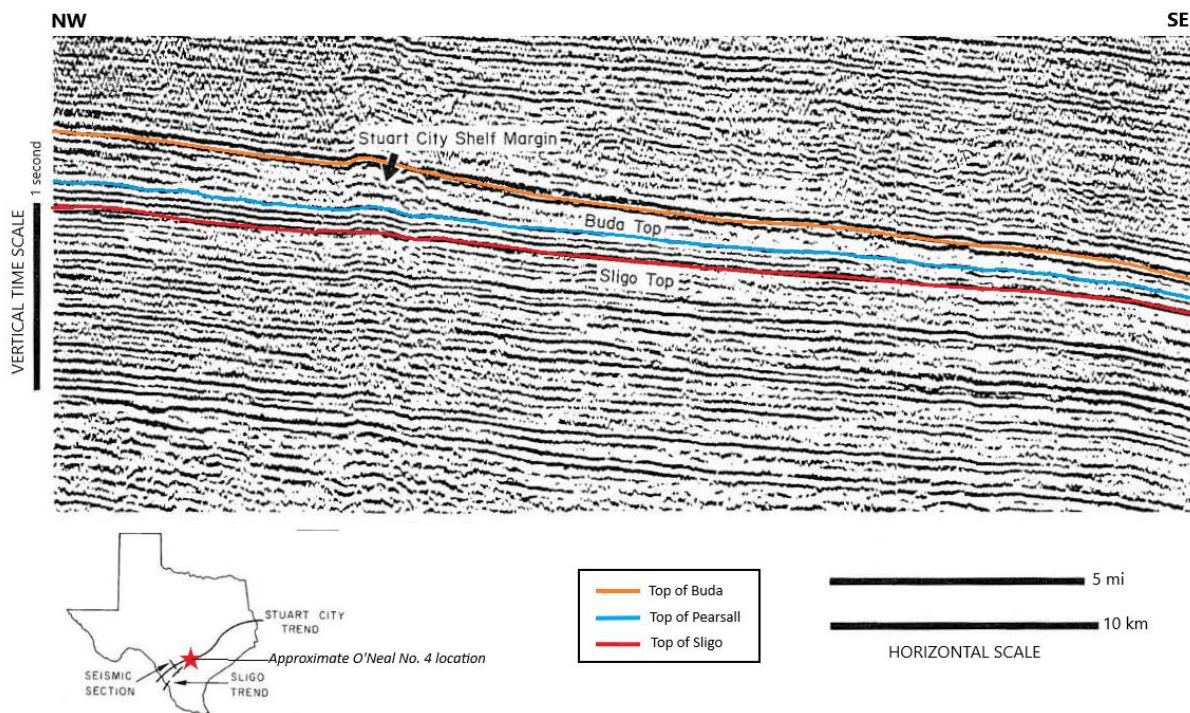 NW
SE
Stuart City Shelf Margin
1 second
VERTICAL TIME SCALE
Buda Top
Sligo Top
STUART CITY
TREND
Approximate O'Neal No. 4 location
SEISMIC
SECTION
SLIGO
TREND
Top of Buda
Top of Pearsall
Top of Sligo
5 mi
10 km
HORIZONTAL SCALE